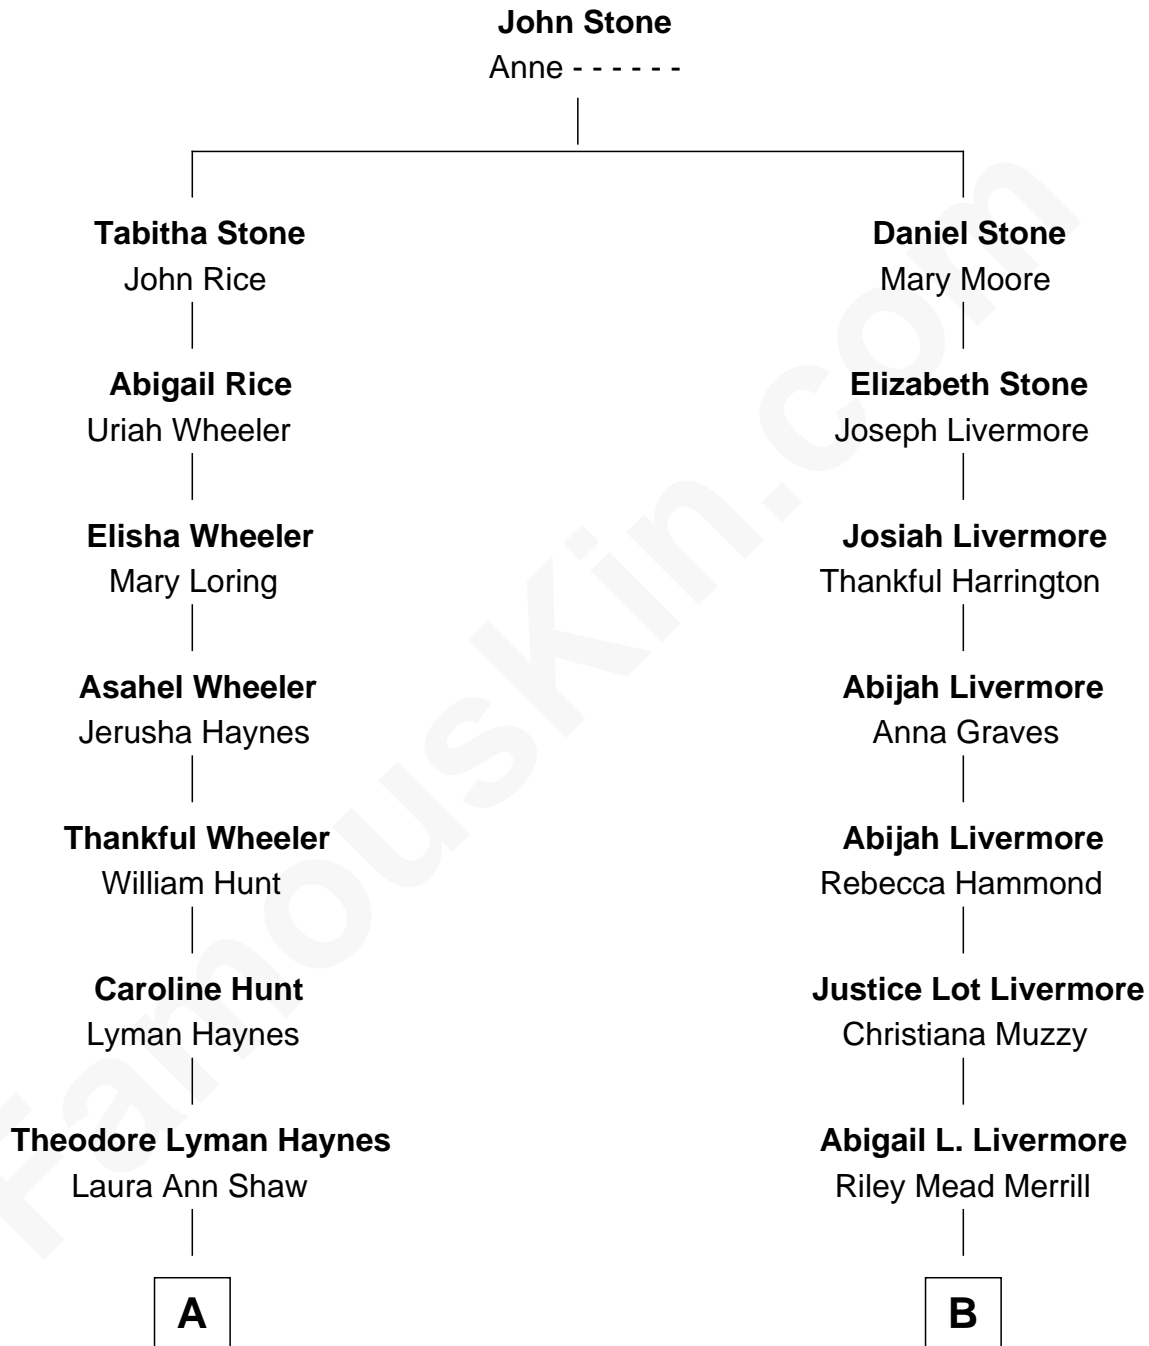 John Stone
Anne - - - - - -
Tabitha Stone
John Rice
Daniel Stone
Mary Moore
Abigail Rice
Uriah Wheeler
Elizabeth Stone
Joseph Livermore
Elisha Wheeler
Mary Loring
Josiah Livermore
Thankful Harrington
Asahel Wheeler
Jerusha Haynes
Abijah Livermore
Anna Graves
Thankful Wheeler
William Hunt
Abijah Livermore
Rebecca Hammond
Caroline Hunt
Lyman Haynes
Justice Lot Livermore
Christiana Muzzy
Theodore Lyman Haynes
Laura Ann Shaw
Abigail L. Livermore
Riley Mead Merrill
A
B
FamousKin.com